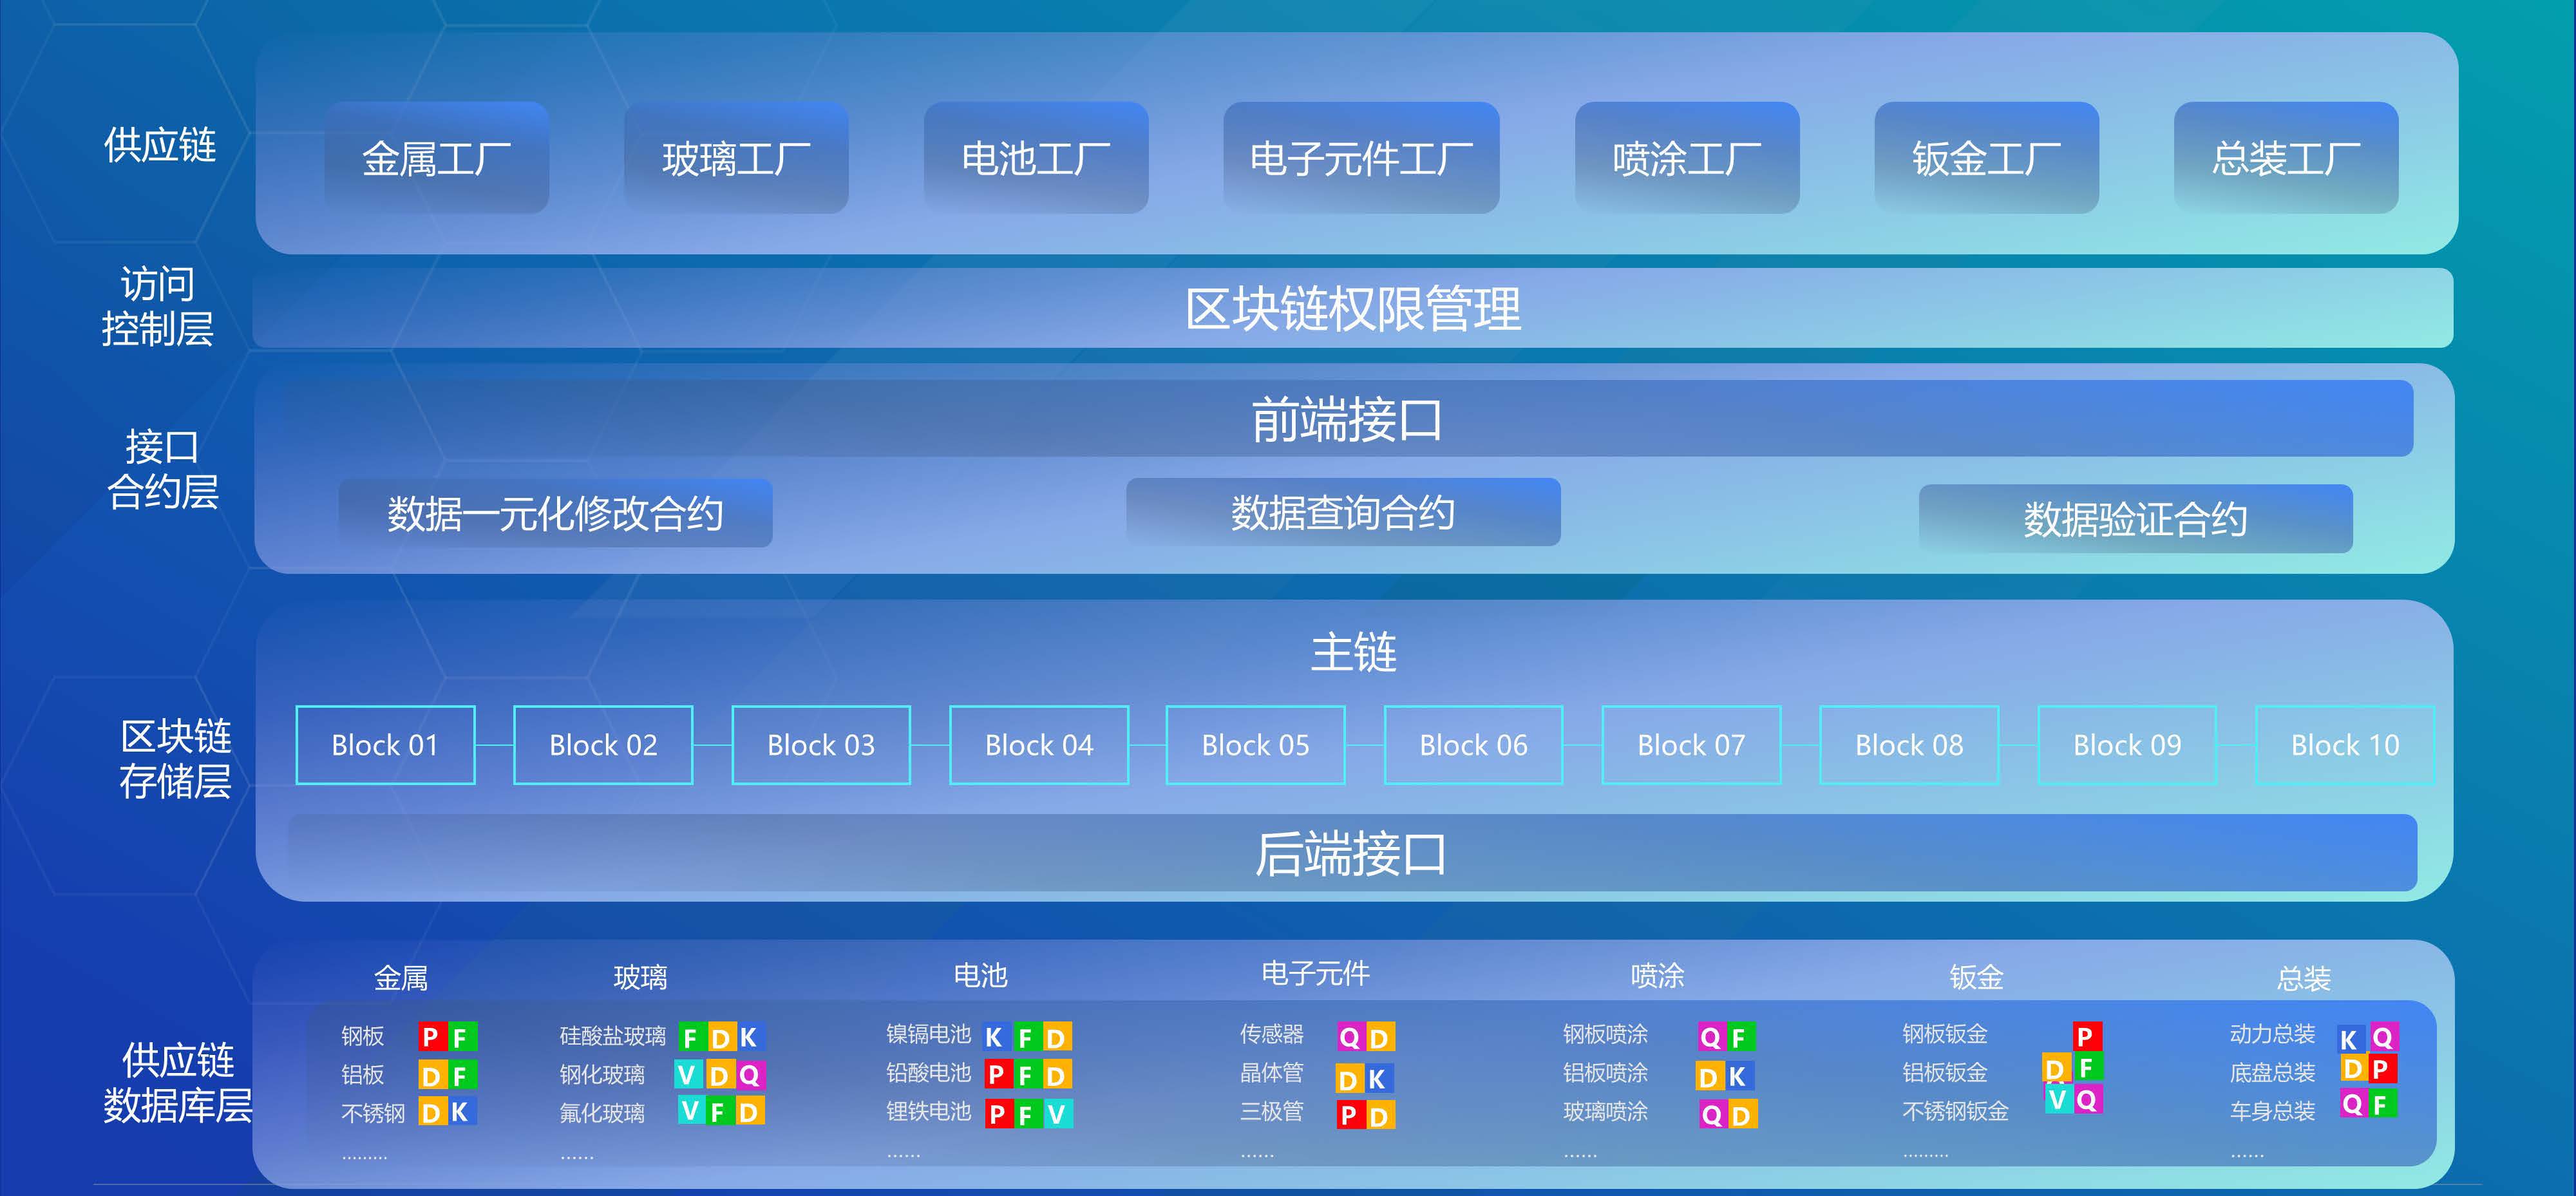 供应链
金属工厂 玻璃工厂 电池工厂 电子元件工厂 喷涂工厂 钣金工厂 总装工厂
访问
控制层
区块链权限管理
接口
合约层
前端接口
数据一元化修改合约 数据查询合约 数据验证合约
区块链
存储层
主链
Block 01 Block 02 Block 03 Block 04 Block 05 Block 06 Block 07 Block 08 Block 09 Block 10
后端接口
供应链
数据库层
金属 玻璃 电池 电子元件 喷涂 钣金 总装
钢板 P F 硅酸盐玻璃 F D K 镍镉电池 K F D 传感器 Q D 钢板喷涂 Q F 钢板钣金 P 动力总装 K Q
铝板 D F 钢化玻璃 V D Q 铅酸电池 P F D 晶体管 D K 铝板喷涂 D K 铝板钣金 D F 底盘总装 D P
不锈钢 D K 氟化玻璃 V F D 锂铁电池 P F V 三极管 P D 玻璃喷涂 Q D 不锈钢钣金 V Q 车身总装 Q F
......... ...... ...... ...... ...... ......... ......